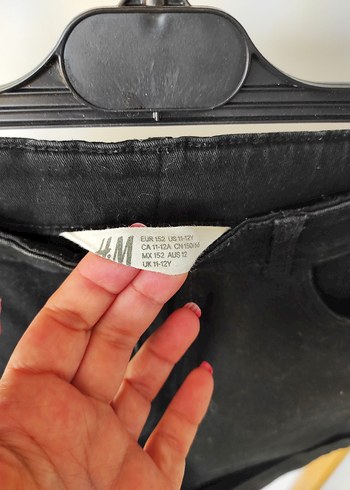 H&M
EUR 152 US 11-12Y
CA 11-12A CN 150/
MX 152 AUS 12
UK 11-12Y